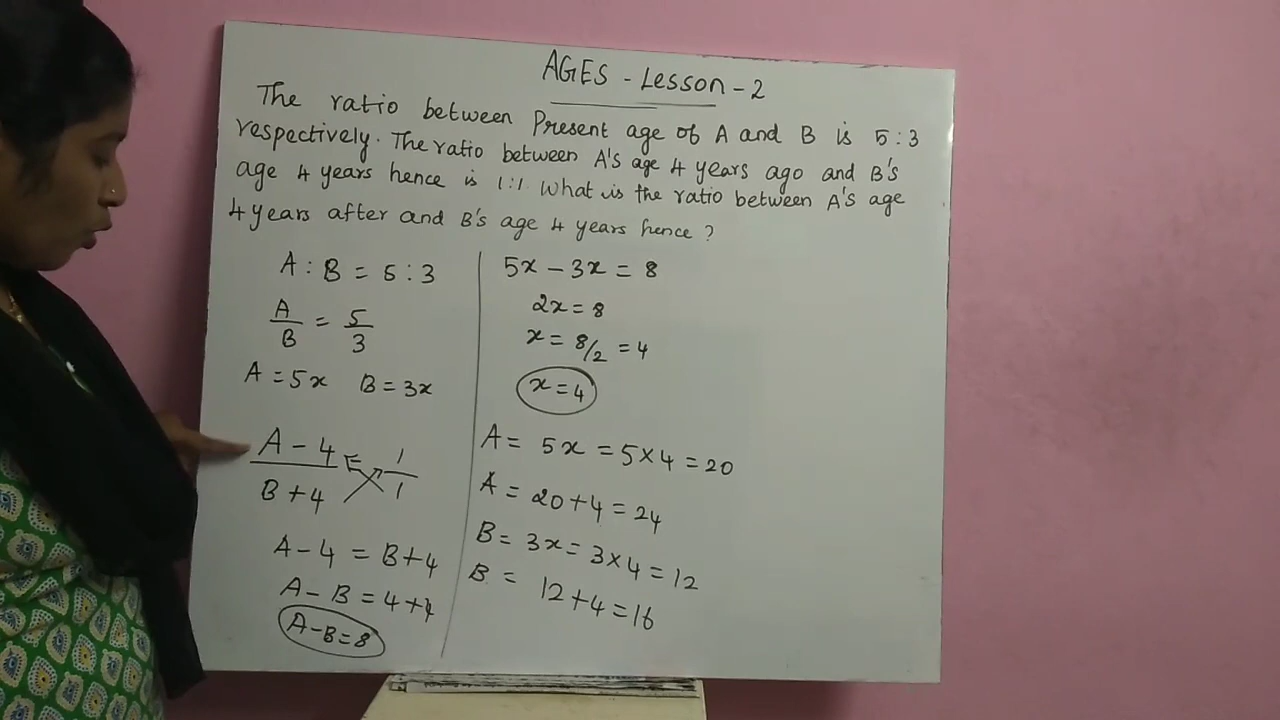 AGES - Lesson - 2
The ratio between Present age of A and B is 5:3
respectively. The ratio between A's age 4 years ago and B's
age 4 years hence is 1:1. What is the ratio between A's age
4 years after and B's age 4 years hence ?
A : B = 5 : 3
A/B = 5/3
A = 5x B = 3x
A - 4 / B + 4 = 1/1
A - 4 = B + 4
A - B = 4 + 4
A - B = 8
5x - 3x = 8
2x = 8
x = 8/2 = 4
x = 4
A = 5x = 5 × 4 = 20
A = 20 + 4 = 24
B = 3x = 3 × 4 = 12
B = 12 + 4 = 16